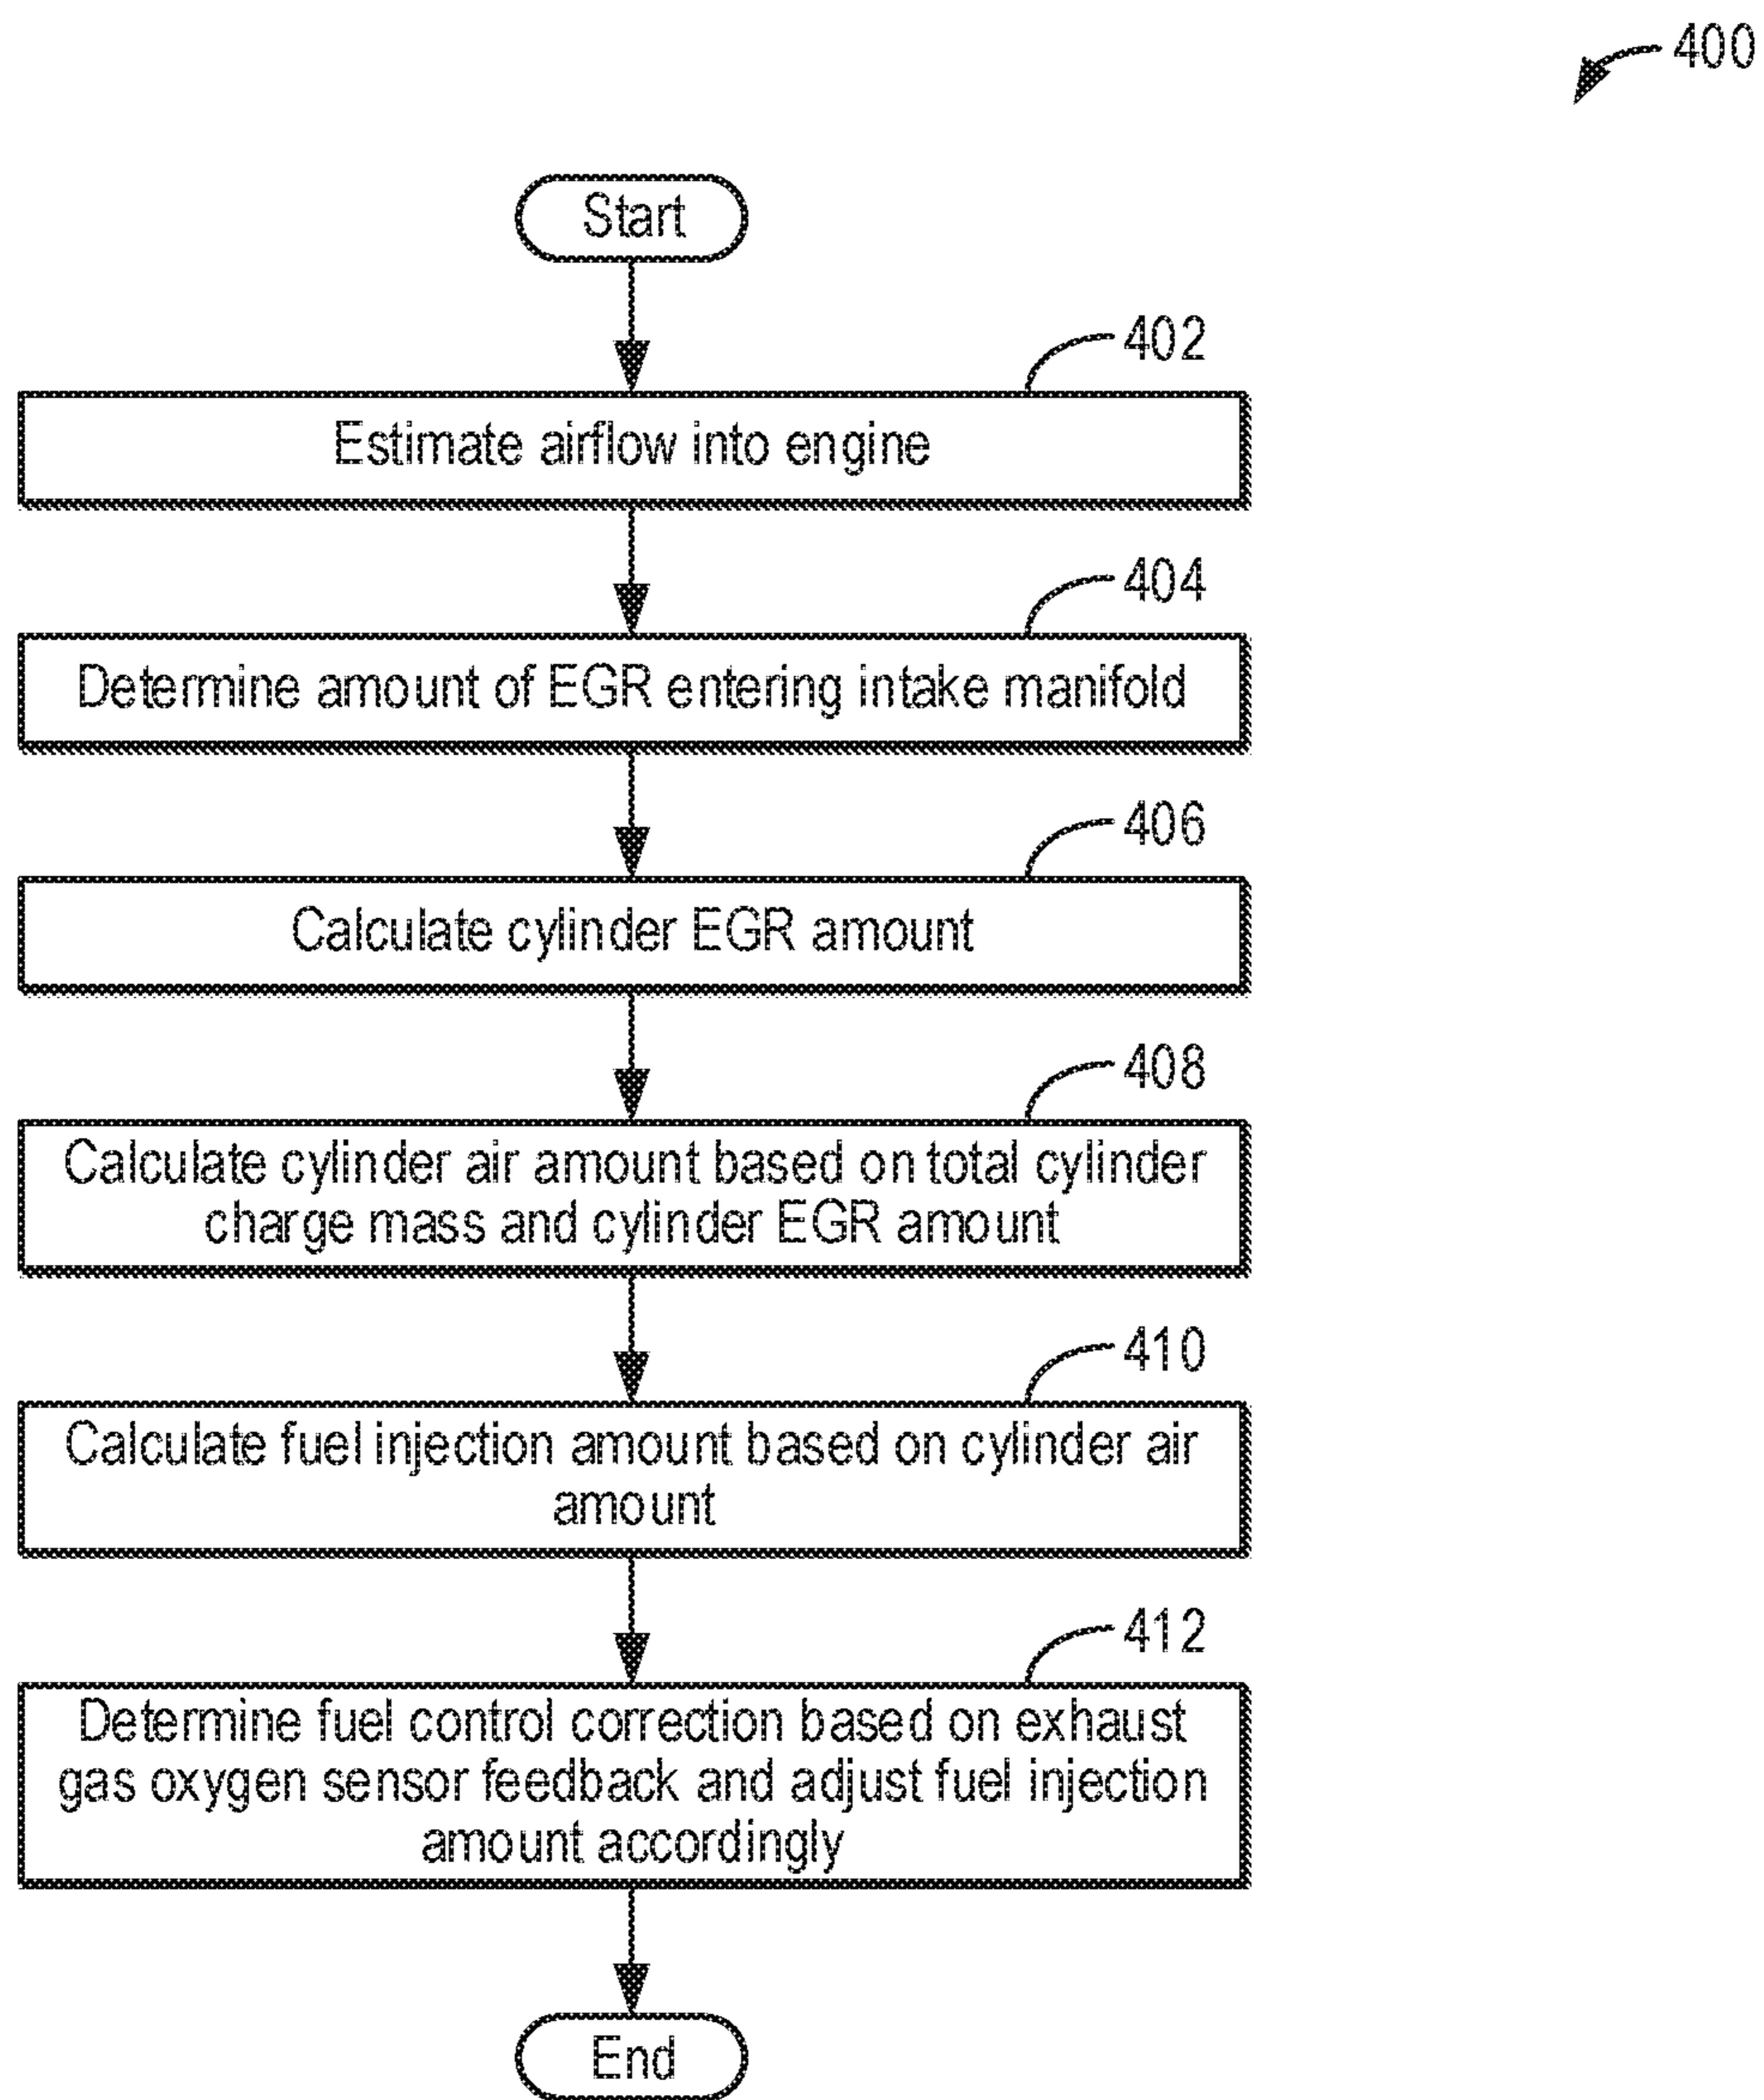 400
Start
402
Estimate airflow into engine
404
Determine amount of EGR entering intake manifold
406
Calculate cylinder EGR amount
408
Calculate cylinder air amount based on total cylinder
charge mass and cylinder EGR amount
410
Calculate fuel injection amount based on cylinder air
amount
412
Determine fuel control correction based on exhaust
gas oxygen sensor feedback and adjust fuel injection
amount accordingly
End